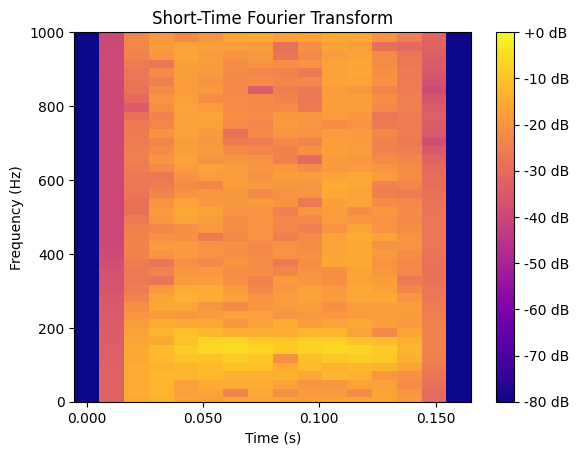 Short-Time Fourier Transform
1000
800
600
400
200
0
Frequency (Hz)
0.000
0.050
0.100
0.150
Time (s)
+0 dB
-10 dB
-20 dB
-30 dB
-40 dB
-50 dB
-60 dB
-70 dB
-80 dB